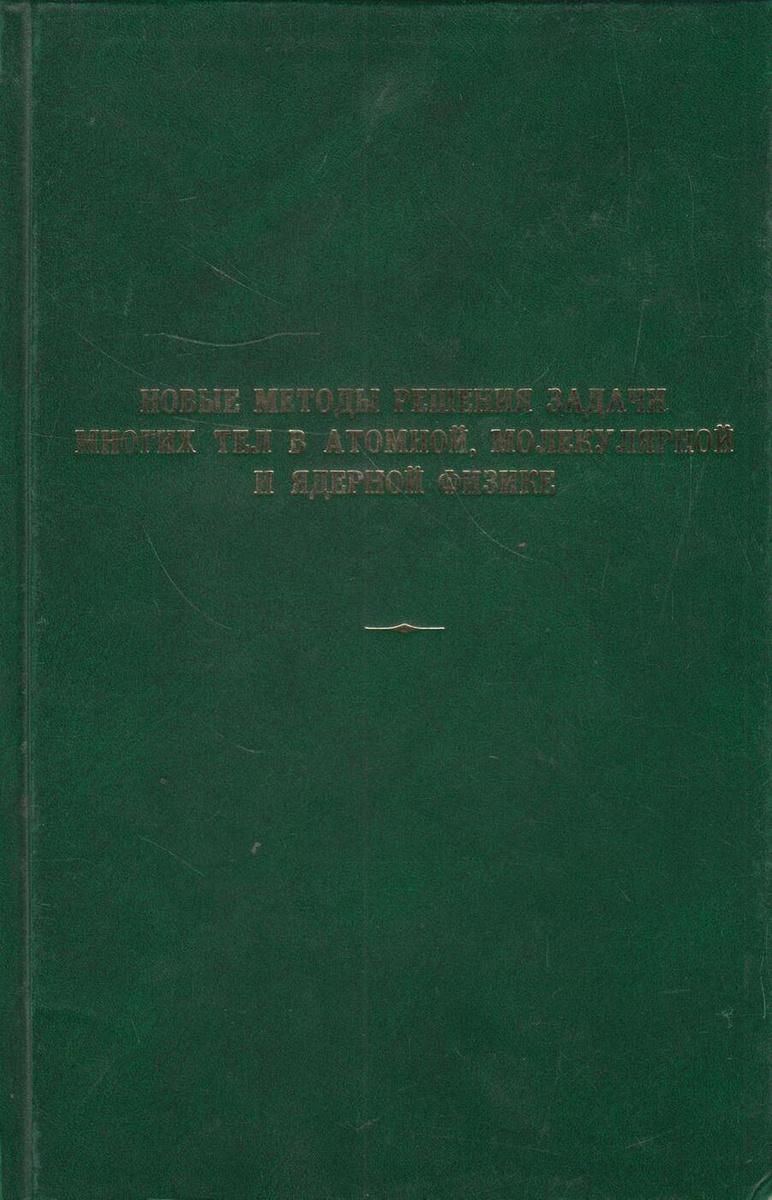 НОВЫЕ МЕТОДЫ РЕШЕНИЯ ЗАДАЧИ
МНОГИХ ТЕЛ В АТОМНОЙ, МОЛЕКУЛЯРНОЙ
И ЯДЕРНОЙ ФИЗИКЕ